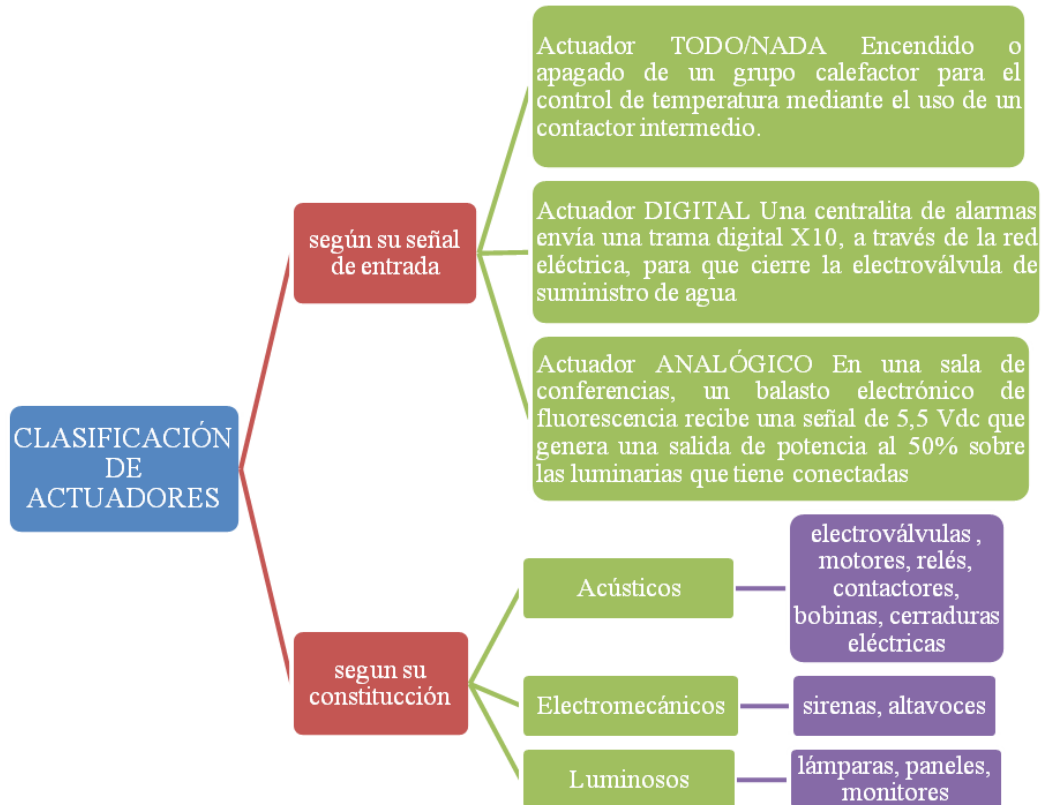 CLASIFICACIÓN
DE
ACTUADORES
según su señal
de entrada
Actuador TODO/NADA Encendido o
apagado de un grupo calefactor para el
control de temperatura mediante el uso de un
contactor intermedio.
Actuador DIGITAL Una centralita de alarmas
envía una trama digital X10, a través de la red
eléctrica, para que cierre la electroválvula de
suministro de agua
Actuador ANALÓGICO En una sala de
conferencias, un balasto electrónico de
fluorescencia recibe una señal de 5,5 Vdc que
genera una salida de potencia al 50% sobre
las luminarias que tiene conectadas
segun su
constitucción
Acústicos
electroválvulas ,
motores, relés,
contactores,
bobinas, cerraduras
eléctricas
Electromecánicos
sirenas, altavoces
Luminosos
lámparas, paneles,
monitores